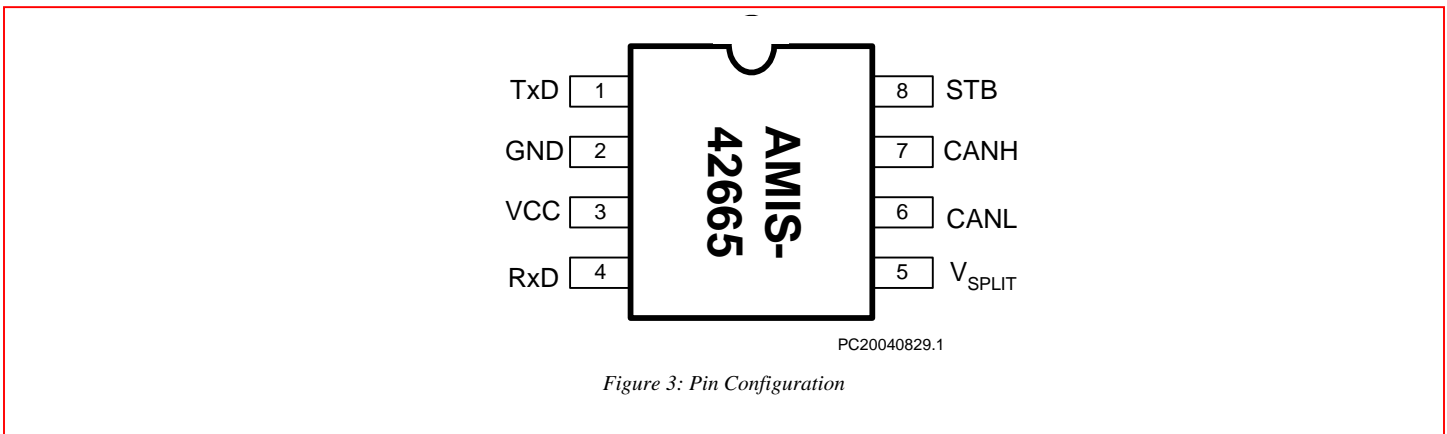 TxD 1 8 STB
GND 2 7 CANH
VCC 3 6 CANL
RxD 4 5 VSPLIT
AMIS-
42665
PC20040829.1
Figure 3: Pin Configuration